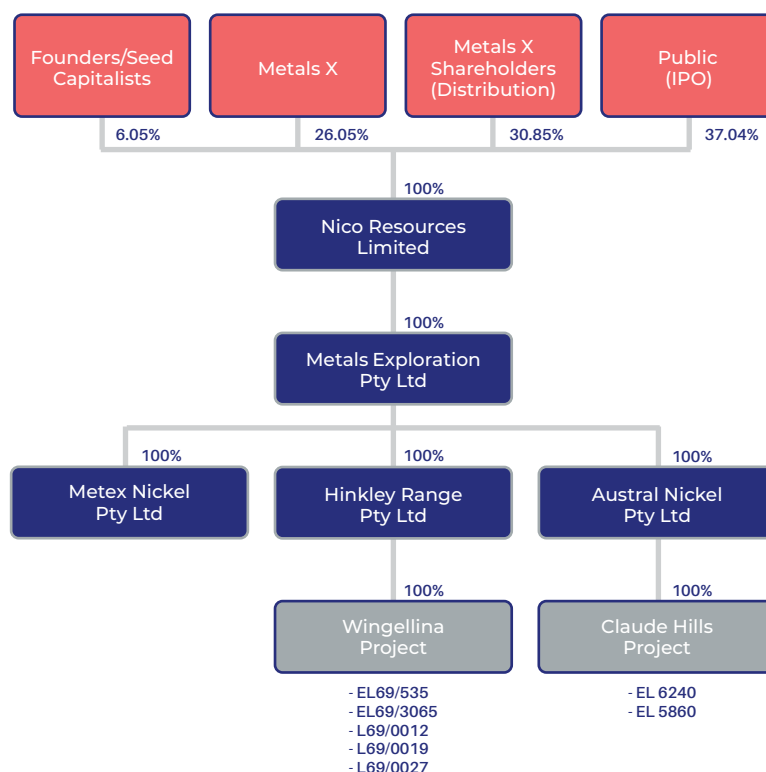 Founders/Seed
Capitalists
Metals X
Metals X
Shareholders
(Distribution)
Public
(IPO)
6.05%
26.05%
30.85%
37.04%
100%
Nico Resources
Limited
100%
Metals Exploration
Pty Ltd
100%
100%
100%
Metex Nickel
Pty Ltd
Hinkley Range
Pty Ltd
Austral Nickel
Pty Ltd
100%
100%
Wingellina
Project
Claude Hills
Project
- EL69/535
- EL69/3065
- L69/0012
- L69/0019
- L69/0027
- EL 6240
- EL 5860